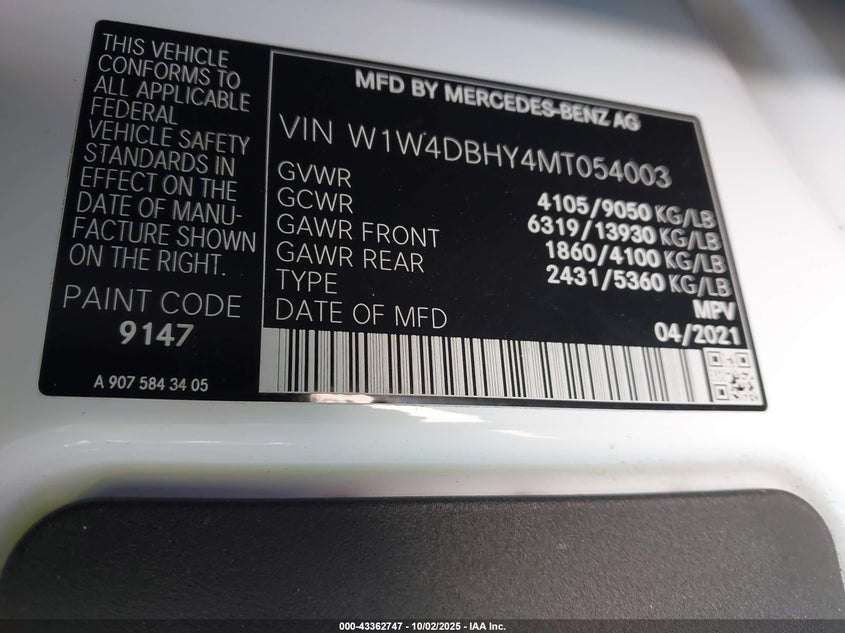 THIS VEHICLE
CONFORMS TO
ALL APPLICABLE
FEDERAL
VEHICLE SAFETY
STANDARDS IN
EFFECT ON THE
DATE OF MANU-
FACTURE SHOWN
ON THE RIGHT.
PAINT CODE
9147
A 907 584 34 05
MFD BY MERCEDES-BENZ AG
VIN W1W4DBHY4MT054003
GVWR 4105/9050 KG/LB
GCWR 6319/13930 KG/LB
GAWR FRONT 1860/4100 KG/LB
GAWR REAR 2431/5360 KG/LB
TYPE MPV
DATE OF MFD 04/2021
000-43362747 - 10/02/2025 - IAA Inc.